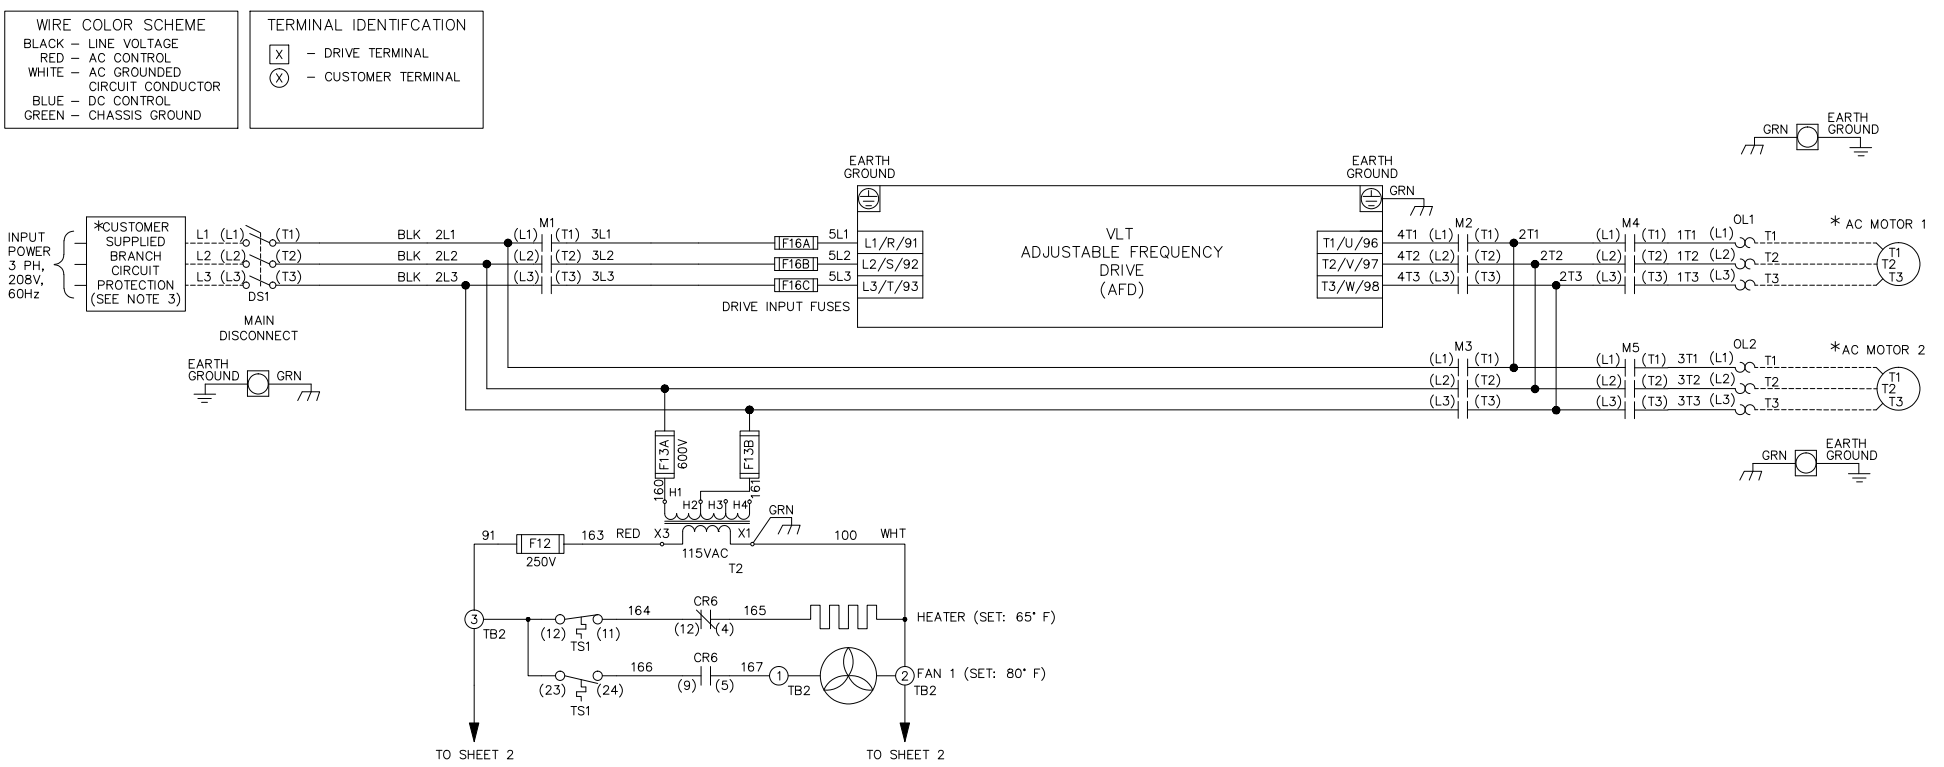 WIRE COLOR SCHEME
BLACK – LINE VOLTAGE
RED – AC CONTROL
WHITE – AC GROUNDED
CIRCUIT CONDUCTOR
BLUE – DC CONTROL
GREEN – CHASSIS GROUND
TERMINAL IDENTIFCATION
X – DRIVE TERMINAL
X – CUSTOMER TERMINAL
GRN
EARTH
GROUND
EARTH
GROUND
EARTH
GROUND
GRN
INPUT
POWER
3 PH,
208V,
60Hz
*CUSTOMER
SUPPLIED
BRANCH
CIRCUIT
PROTECTION
(SEE NOTE 3)
L1 (L1) (T1) BLK 2L1 (L1) M1 (T1) 3L1 F16A 5L1 L1/R/91
L2 (L2) (T2) BLK 2L2 (L2) (T2) 3L2 F16B 5L2 L2/S/92
L3 (L3) (T3) BLK 2L3 (L3) (T3) 3L3 F16C 5L3 L3/T/93
DS1
MAIN
DISCONNECT
DRIVE INPUT FUSES
VLT
ADJUSTABLE FREQUENCY
DRIVE
(AFD)
M2 M4 OL1 * AC MOTOR 1
T1/U/96 4T1 (L1) (T1) 2T1 (L1) (T1) 1T1 (L1) T1 T1
T2/V/97 4T2 (L2) (T2) 2T2 (L2) (T2) 1T2 (L2) T2 T2
T3/W/98 4T3 (L3) (T3) 2T3 (L3) (T3) 1T3 (L3) T3 T3
EARTH
GROUND GRN
M3 M5 OL2 *AC MOTOR 2
(L1) (T1) (L1) (T1) 3T1 (L1) T1 T1
(L2) (T2) (L2) (T2) 3T2 (L2) T2 T2
(L3) (T3) (L3) (T3) 3T3 (L3) T3 T3
GRN
EARTH
GROUND
F13A
600V
F13B
160
161
H1
H2 H3 H4
GRN
91 F12 163 RED X3 X1 100 WHT
250V
115VAC
T2
3
TB2
(12) (11) 164 CR6 165 HEATER (SET: 65° F)
TS1
(12) (4)
(23) (24) 166 CR6 167 1 2 FAN 1 (SET: 80° F)
TS1
(9) (5)
TB2
TB2
TO SHEET 2
TO SHEET 2